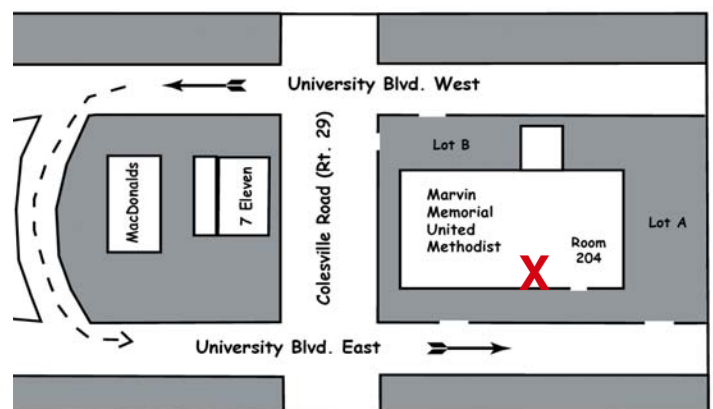 University Blvd. West
Colesville Road (Rt. 29)
MacDonalds
7 Eleven
Lot B
Marvin
Memorial
United
Methodist
Room
204
Lot A
X
University Blvd. East